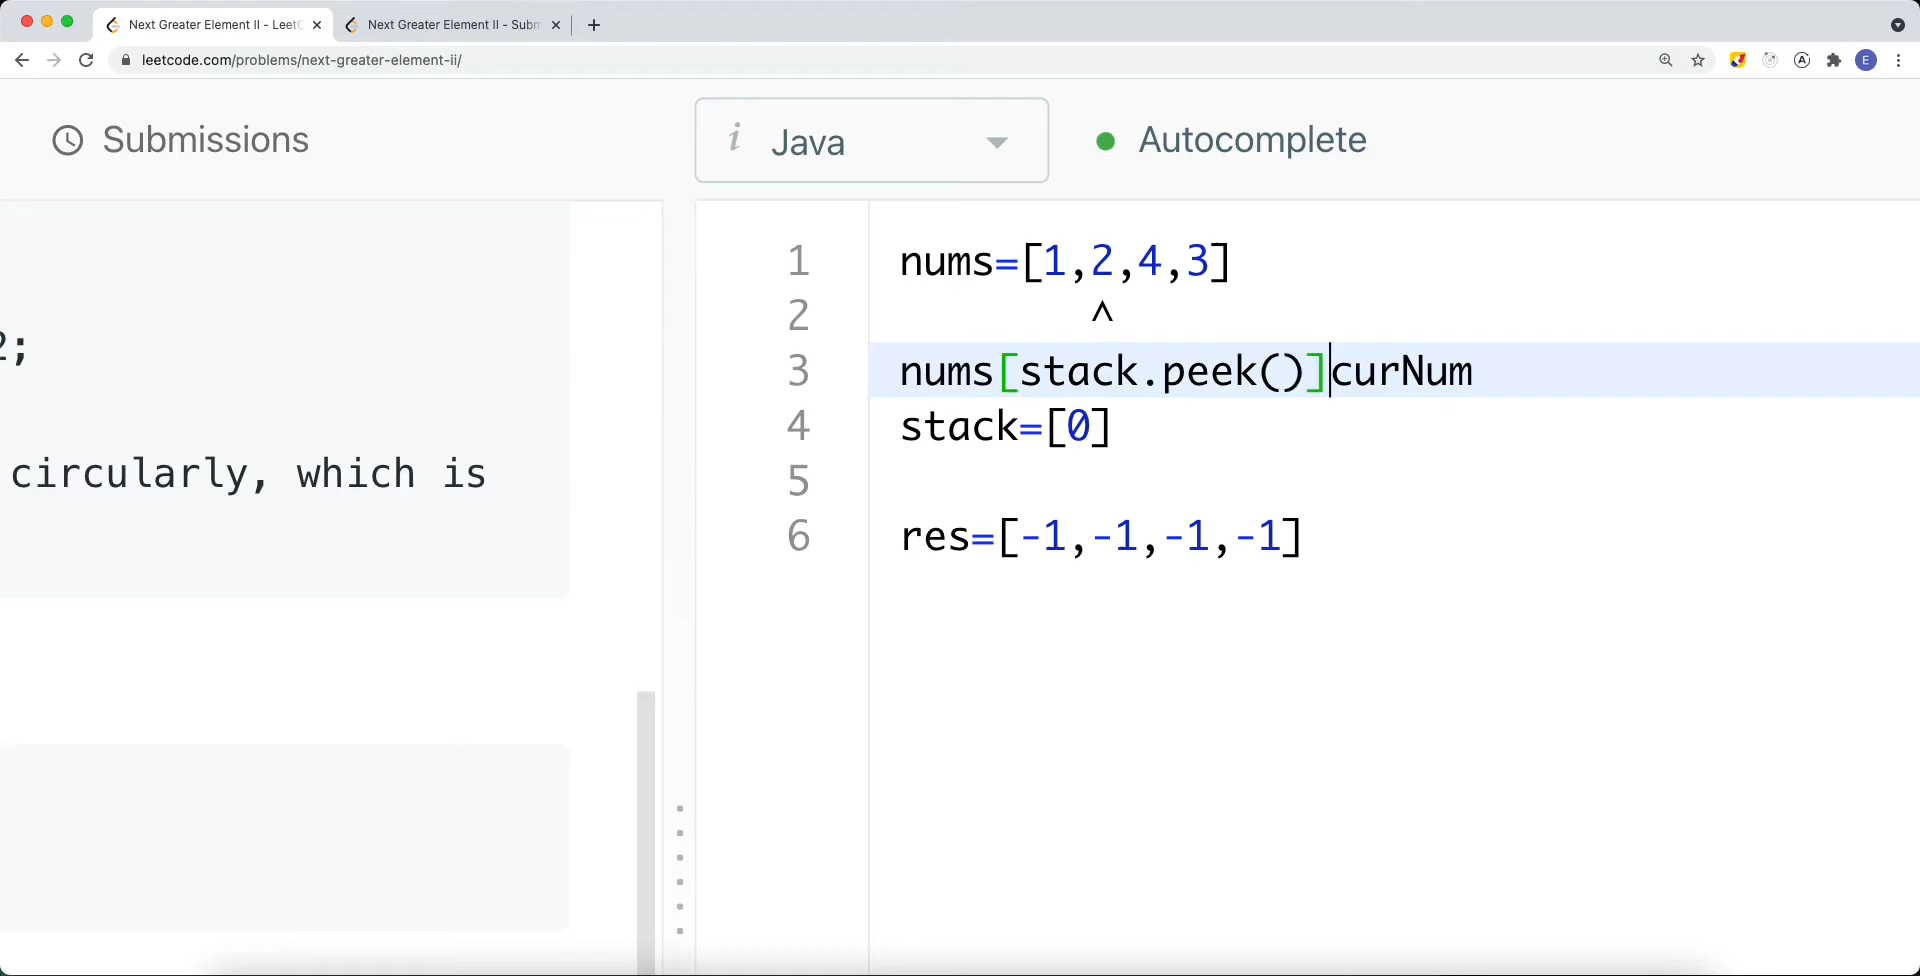 Next Greater Element II - LeetC
Next Greater Element II - Subm
leetcode.com/problems/next-greater-element-ii/
A
E
Submissions
i Java
Autocomplete
2;
circularly, which is
1 nums=[1,2,4,3]
2 ^
3 nums[stack.peek()]curNum
4 stack=[0]
5
6 res=[-1,-1,-1,-1]